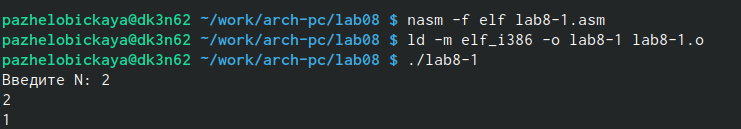 pazhelobickaya@dk3n62 ~/work/arch-pc/lab08 $ nasm -f elf lab8-1.asm
pazhelobickaya@dk3n62 ~/work/arch-pc/lab08 $ ld -m elf_i386 -o lab8-1 lab8-1.o
pazhelobickaya@dk3n62 ~/work/arch-pc/lab08 $ ./lab8-1
Введите N: 2
2
1